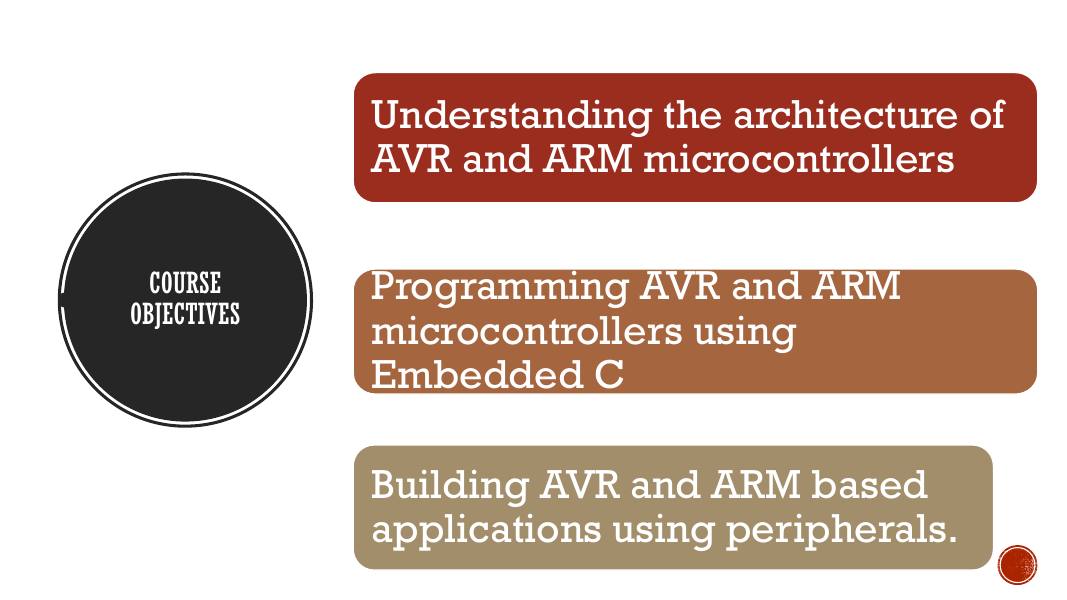 COURSE
OBJECTIVES
Understanding the architecture of
AVR and ARM microcontrollers
Programming AVR and ARM
microcontrollers using
Embedded C
Building AVR and ARM based
applications using peripherals.